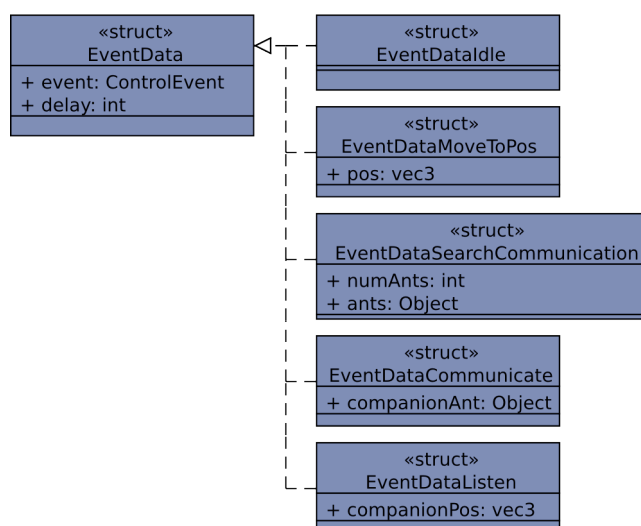 «struct»
EventData
+ event: ControlEvent
+ delay: int
«struct»
EventDataIdle
«struct»
EventDataMoveToPos
+ pos: vec3
«struct»
EventDataSearchCommunication
+ numAnts: int
+ ants: Object
«struct»
EventDataCommunicate
+ companionAnt: Object
«struct»
EventDataListen
+ companionPos: vec3